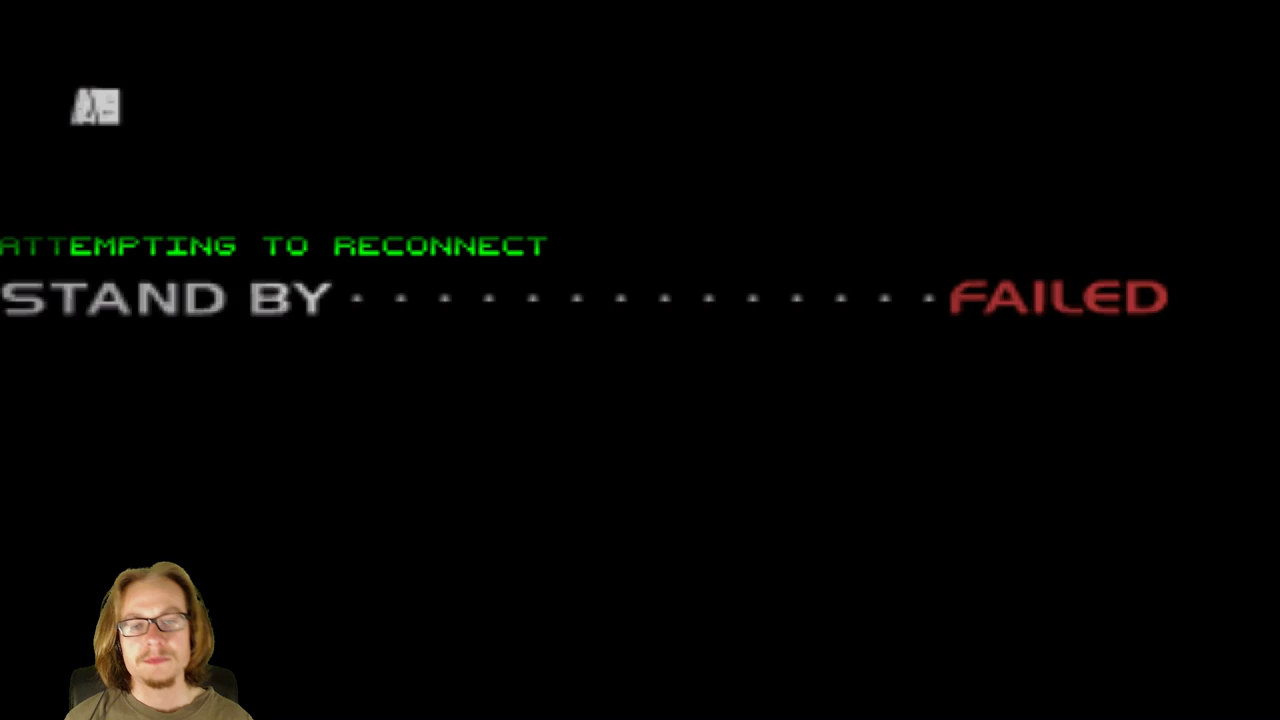 ATTEMPTING TO RECONNECT
STAND BY ............... FAILED